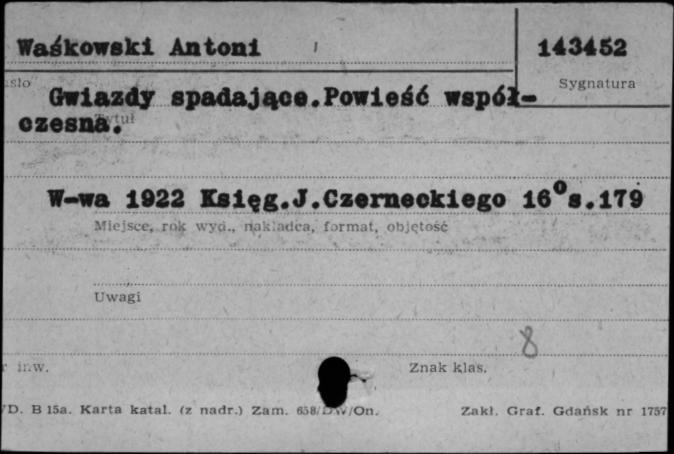 Waśkowski Antoni
143452
Sygnatura
Gwiazdy spadające.Powieść współ-
czesna.
Tytuł
W-wa 1922 Księg.J.Czerneckiego 16° s.179
Miejsce, rok wyd., nakładca, format, objętość
Uwagi
8
Znak klas.
B 15a. Karta katal. (z nadr.) Zam. 658/DW/On.
Zakł. Graf. Gdańsk nr 1757